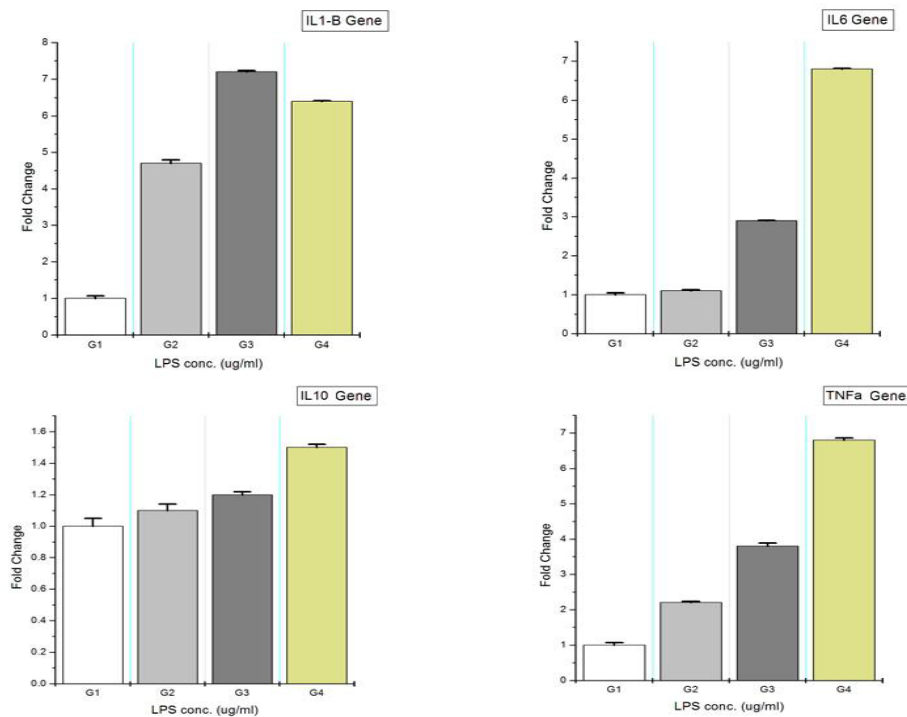 IL1-B Gene
8
7
6
5
4
3
2
1
0
Fold Change
G1 G2 G3 G4
LPS conc. (ug/ml)
IL6 Gene
7
6
5
4
3
2
1
0
Fold Change
G1 G2 G3 G4
LPS conc. (ug/ml)
IL10 Gene
1.6
1.4
1.2
1.0
0.8
0.6
0.4
0.2
0.0
Fold Change
G1 G2 G3 G4
LPS conc. (ug/ml)
TNFa Gene
7
6
5
4
3
2
1
0
Fold Change
G1 G2 G3 G4
LPS conc. (ug/ml)